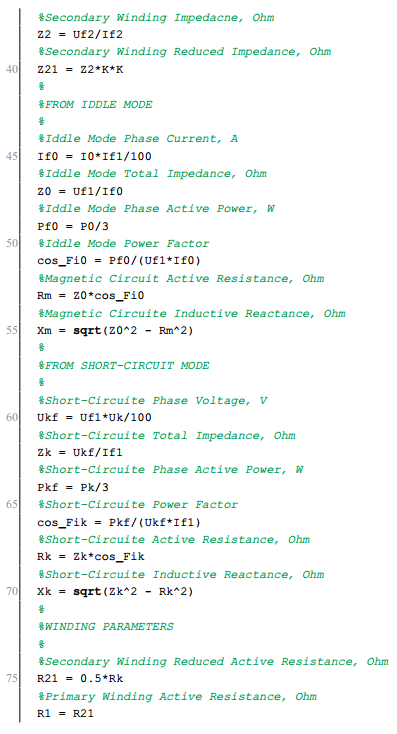 %Secondary Winding Impedacne, Ohm
Z2 = Uf2/If2
%Secondary Winding Reduced Impedance, Ohm
40 Z21 = Z2*K*K
%
%FROM IDDLE MODE
%
%Iddle Mode Phase Current, A
45 If0 = I0*If1/100
%Iddle Mode Total Impedance, Ohm
Z0 = Uf1/If0
%Iddle Mode Phase Active Power, W
Pf0 = P0/3
50 %Iddle Mode Power Factor
cos_Fi0 = Pf0/(Uf1*If0)
%Magnetic Circuit Active Resistance, Ohm
Rm = Z0*cos_Fi0
%Magnetic Circuite Inductive Reactance, Ohm
55 Xm = sqrt(Z0^2 - Rm^2)
%
%FROM SHORT-CIRCUIT MODE
%
%Short-Circuite Phase Voltage, V
60 Ukf = Uf1*Uk/100
%Short-Circuite Total Impedance, Ohm
Zk = Ukf/If1
%Short-Circuite Phase Active Power, W
Pkf = Pk/3
65 %Short-Circuite Power Factor
cos_Fik = Pkf/(Ukf*If1)
%Short-Circuite Active Resistance, Ohm
Rk = Zk*cos_Fik
%Short-Circuite Inductive Reactance, Ohm
70 Xk = sqrt(Zk^2 - Rk^2)
%
%WINDING PARAMETERS
%
%Secondary Winding Reduced Active Resistance, Ohm
75 R21 = 0.5*Rk
%Primary Winding Active Resistance, Ohm
R1 = R21